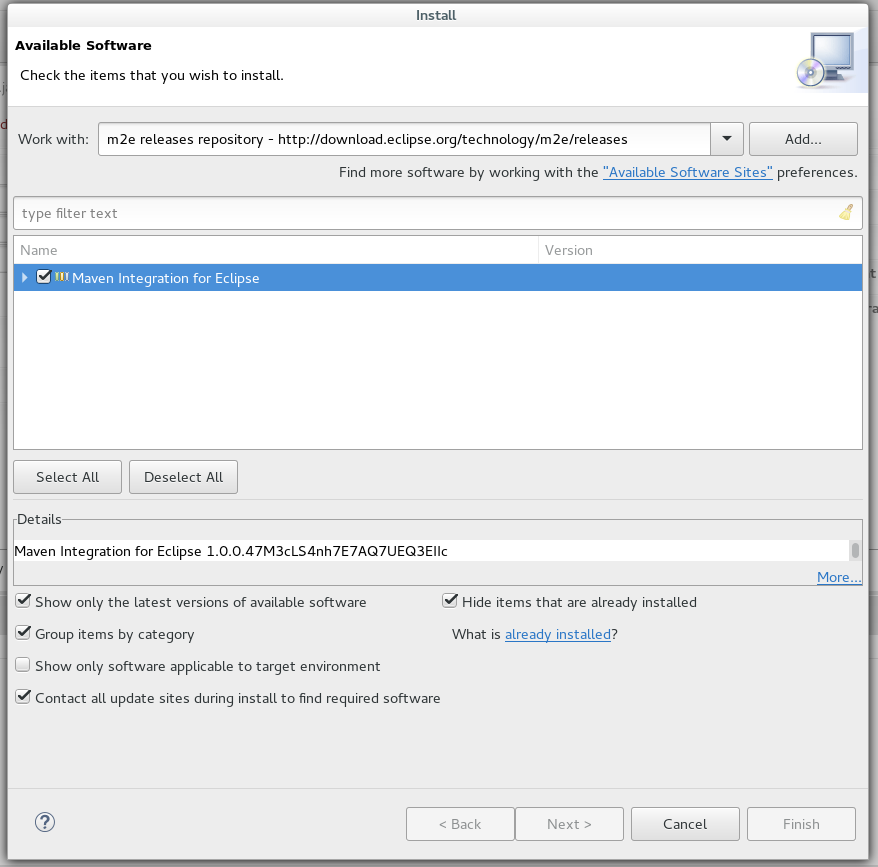 Install
Available Software
Check the items that you wish to install.
Work with: m2e releases repository - http://download.eclipse.org/technology/m2e/releases Add...
Find more software by working with the "Available Software Sites" preferences.
type filter text
Name Version
Maven Integration for Eclipse
Select All Deselect All
Details
Maven Integration for Eclipse 1.0.0.47M3cLS4nh7E7AQ7UEQ3EIIc
More...
Show only the latest versions of available software Hide items that are already installed
Group items by category What is already installed?
Show only software applicable to target environment
Contact all update sites during install to find required software
? < Back Next > Cancel Finish